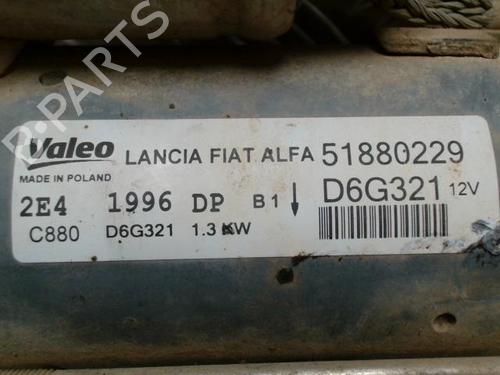 Valeo LANCIA FIAT ALFA 51880229
MADE IN POLAND
D6G321 12V
2E4 1996 DP B1
C880 D6G321 1.3 KW
R-PARTS